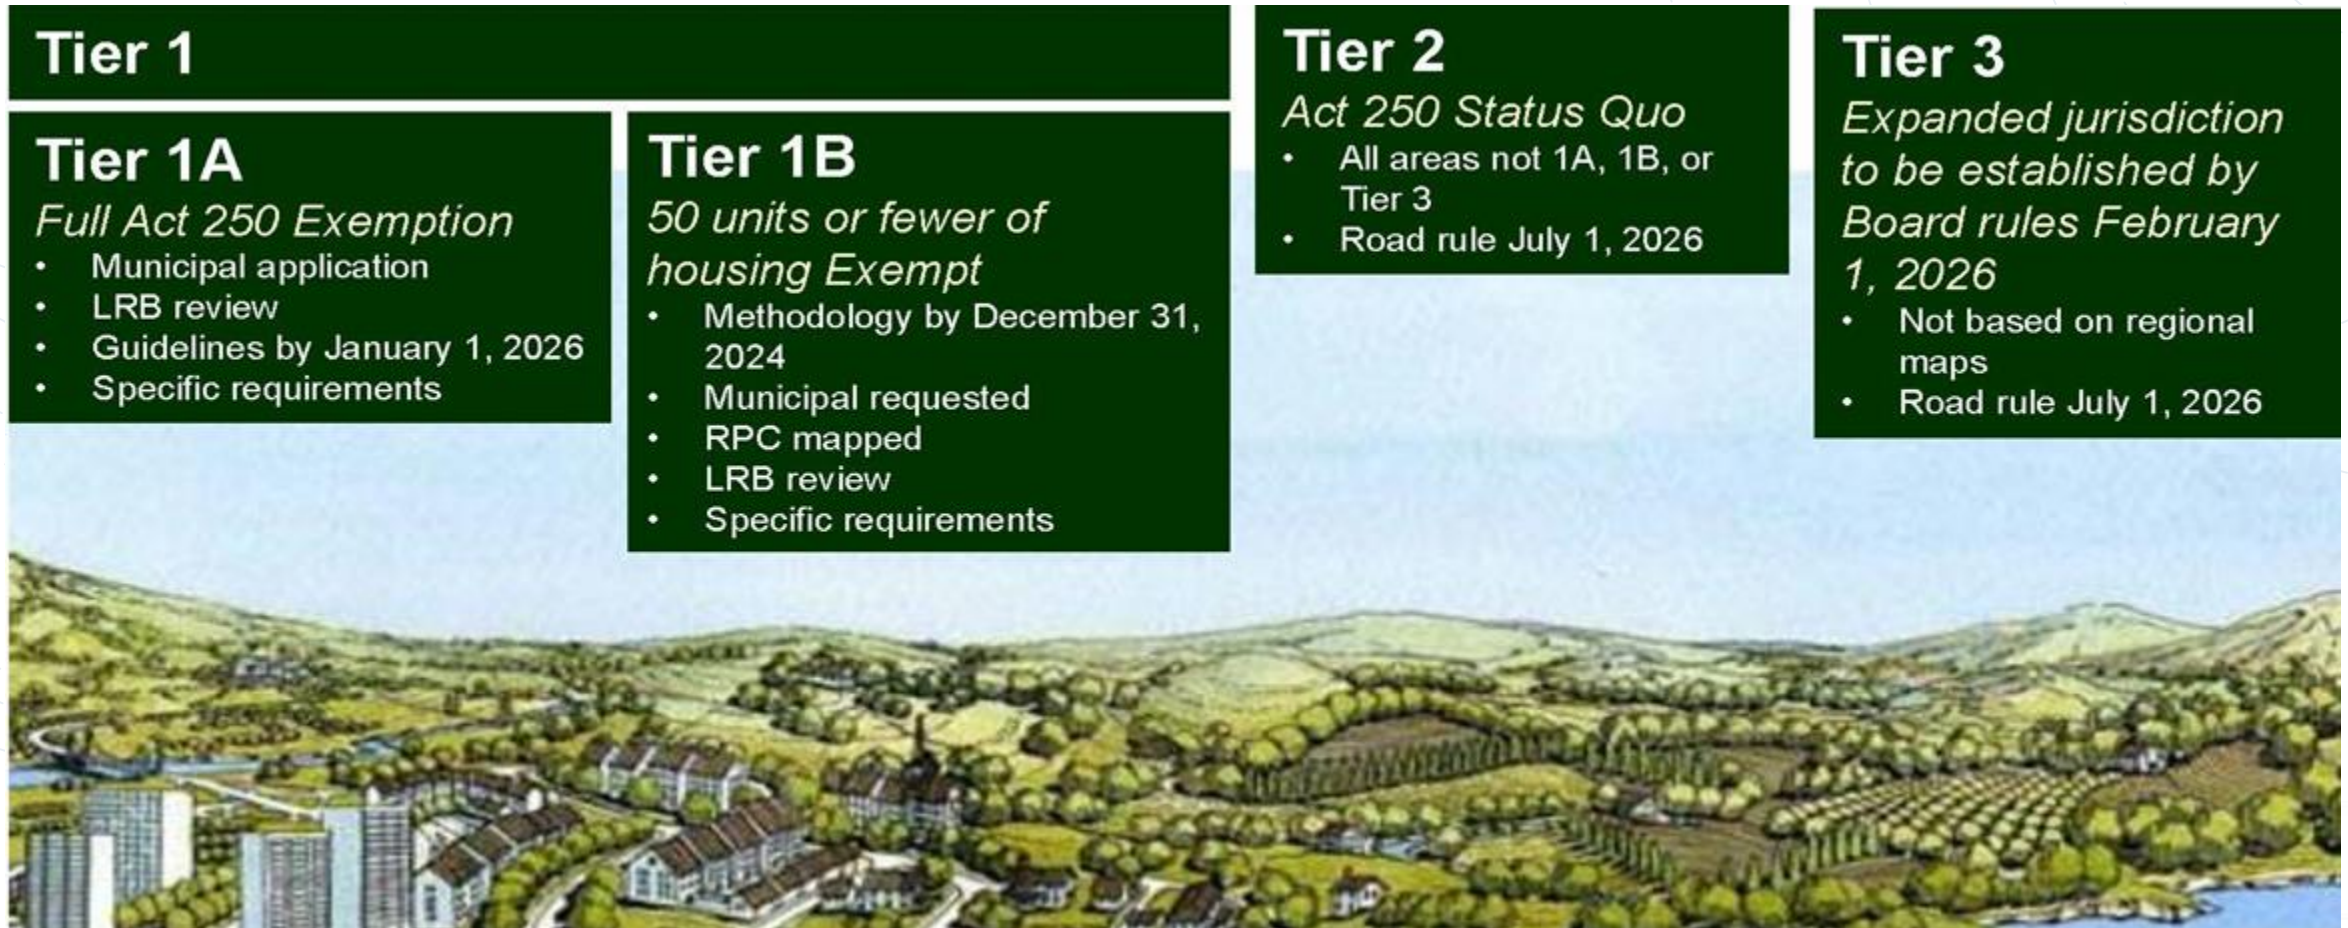 Tier 1
Tier 1A
Full Act 250 Exemption
• Municipal application
• LRB review
• Guidelines by January 1, 2026
• Specific requirements
Tier 1B
50 units or fewer of
housing Exempt
• Methodology by December 31,
2024
• Municipal requested
• RPC mapped
• LRB review
• Specific requirements
Tier 2
Act 250 Status Quo
• All areas not 1A, 1B, or
Tier 3
• Road rule July 1, 2026
Tier 3
Expanded jurisdiction
to be established by
Board rules February
1, 2026
• Not based on regional
maps
• Road rule July 1, 2026